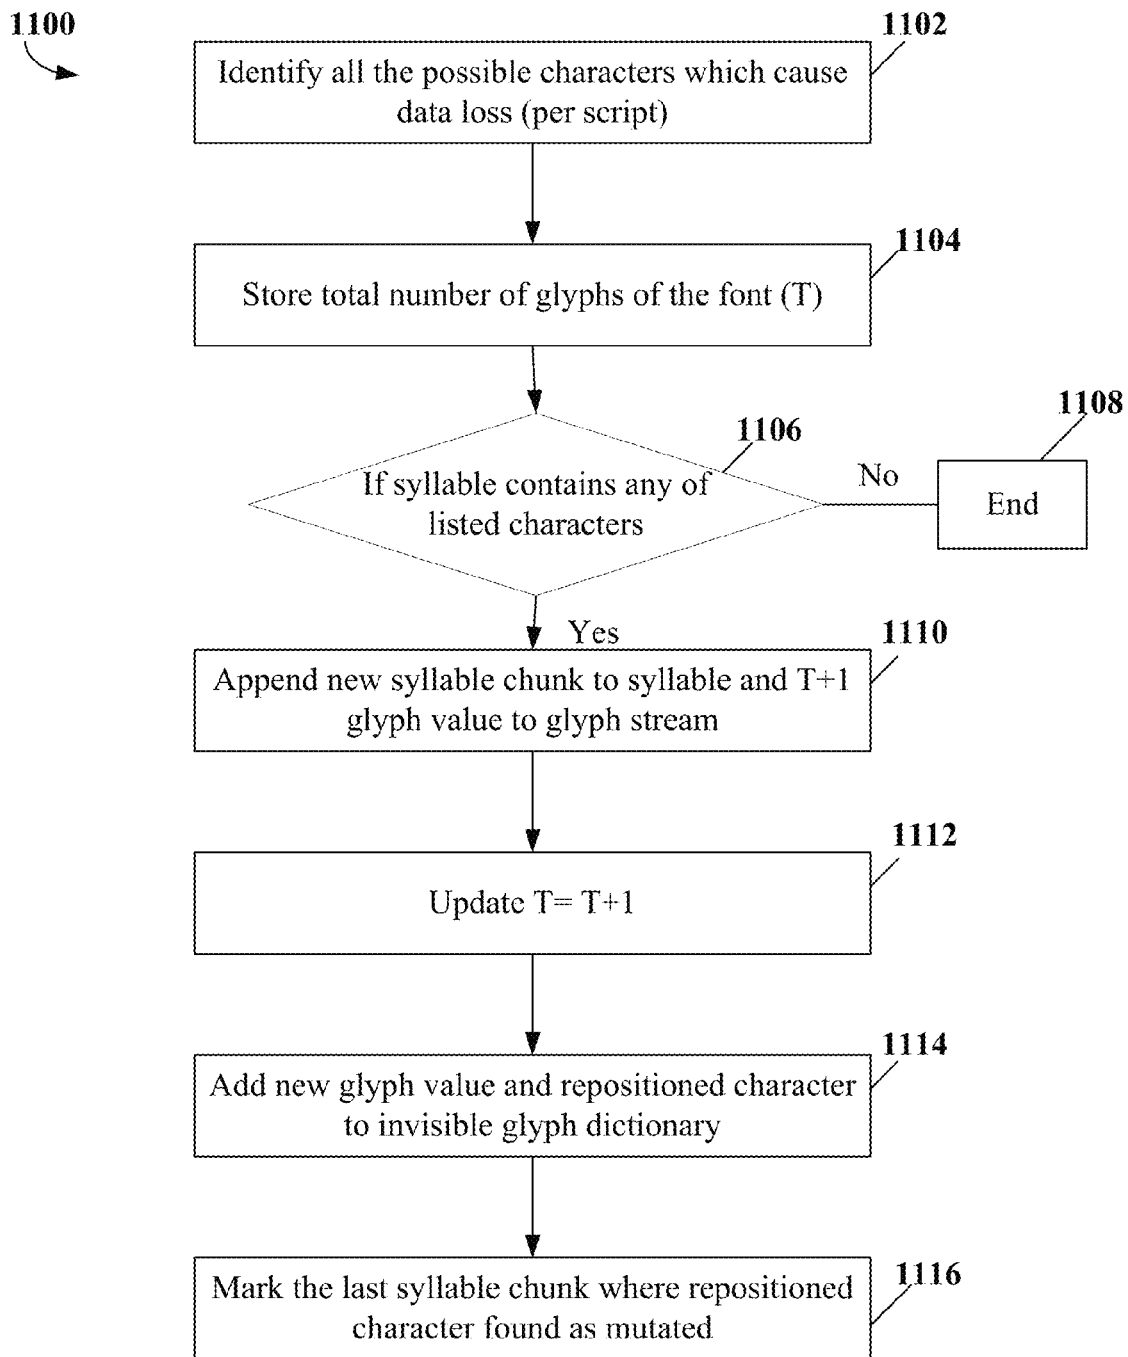 1100
1102
Identify all the possible characters which cause
data loss (per script)
1104
Store total number of glyphs of the font (T)
1106
If syllable contains any of
listed characters
No
1108
End
Yes
1110
Append new syllable chunk to syllable and T+1
glyph value to glyph stream
1112
Update T= T+1
1114
Add new glyph value and repositioned character
to invisible glyph dictionary
1116
Mark the last syllable chunk where repositioned
character found as mutated